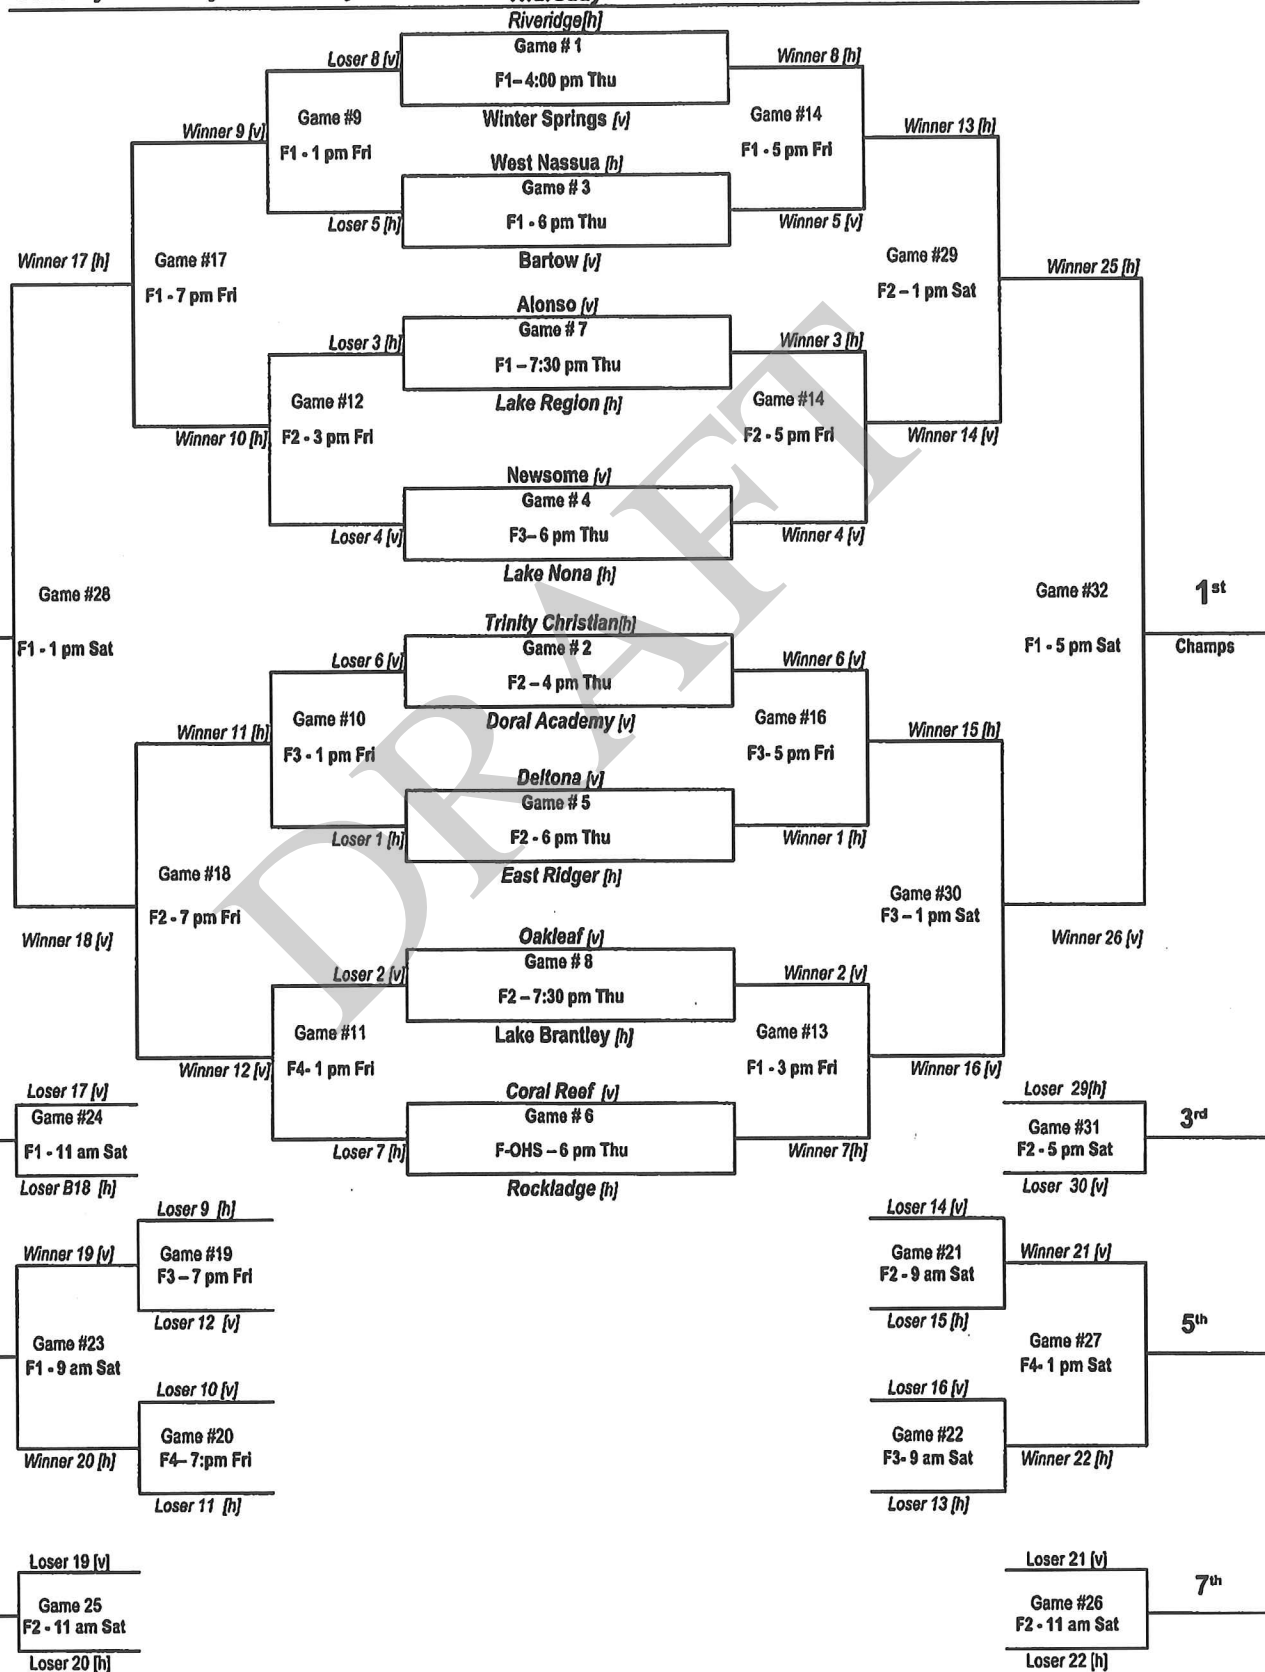 Riveridge[h]
Loser 8 [v]
Game # 1
Winner 8 [h]
F1– 4:00 pm Thu
Winner 9 [v]
Game #9
Winter Springs [v]
Game #14
Winner 13 [h]
F1 - 1 pm Fri
F1 - 5 pm Fri
West Nassua [h]
Game # 3
Loser 5 [h]
F1 - 6 pm Thu
Winner 5 [v]
Winner 17 [h]
Game #17
Bartow [v]
Game #29
Winner 25 [h]
F1 - 7 pm Fri
F2 – 1 pm Sat
Alonso [v]
Loser 3 [h]
Game # 7
Winner 3 [h]
F1 – 7:30 pm Thu
Game #12
Lake Region [h]
Game #14
Winner 10 [h]
F2 - 3 pm Fri
F2 - 5 pm Fri
Winner 14 [v]
Newsome [v]
Game # 4
Loser 4 [v]
F3– 6 pm Thu
Winner 4 [v]
Lake Nona [h]
Game #28
Game #32
1st
F1 - 1 pm Sat
F1 - 5 pm Sat
Champs
Trinity Christian[h]
Loser 6 [v]
Game # 2
Winner 6 [v]
F2 – 4 pm Thu
Winner 11 [h]
Game #10
Doral Academy [v]
Game #16
Winner 15 [h]
F3 - 1 pm Fri
F3- 5 pm Fri
Deltona [v]
Game # 5
Loser 1 [h]
F2 - 6 pm Thu
Winner 1 [h]
Game #18
East Ridger [h]
Game #30
F2 - 7 pm Fri
F3 – 1 pm Sat
Winner 18 [v]
Oakleaf [v]
Winner 26 [v]
Loser 2 [v]
Game # 8
Winner 2 [v]
F2 – 7:30 pm Thu
Game #11
Lake Brantley [h]
Game #13
Winner 12 [v]
F4- 1 pm Fri
F1 - 3 pm Fri
Winner 16 [v]
Loser 17 [v]
Coral Reef [v]
Loser 29[h]
Game #24
Game # 6
Game #31
3rd
F1 - 11 am Sat
Loser 7 [h]
F-OHS – 6 pm Thu
Winner 7[h]
F2 - 5 pm Sat
Loser B18 [h]
Rockladge [h]
Loser 30 [v]
Loser 9 [h]
Loser 14 [v]
Winner 19 [v]
Game #19
Game #21
Winner 21 [v]
F3 – 7 pm Fri
F2 - 9 am Sat
Loser 12 [v]
Loser 15 [h]
5th
Game #23
Game #27
F1 - 9 am Sat
F4- 1 pm Sat
Loser 10 [v]
Loser 16 [v]
Game #20
Game #22
Winner 20 [h]
F4– 7:pm Fri
F3- 9 am Sat
Winner 22 [h]
Loser 11 [h]
Loser 13 [h]
Loser 19 [v]
Loser 21 [v]
7th
Game 25
Game #26
F2 - 11 am Sat
F2 - 11 am Sat
Loser 20 [h]
Loser 22 [h]
DRAFT